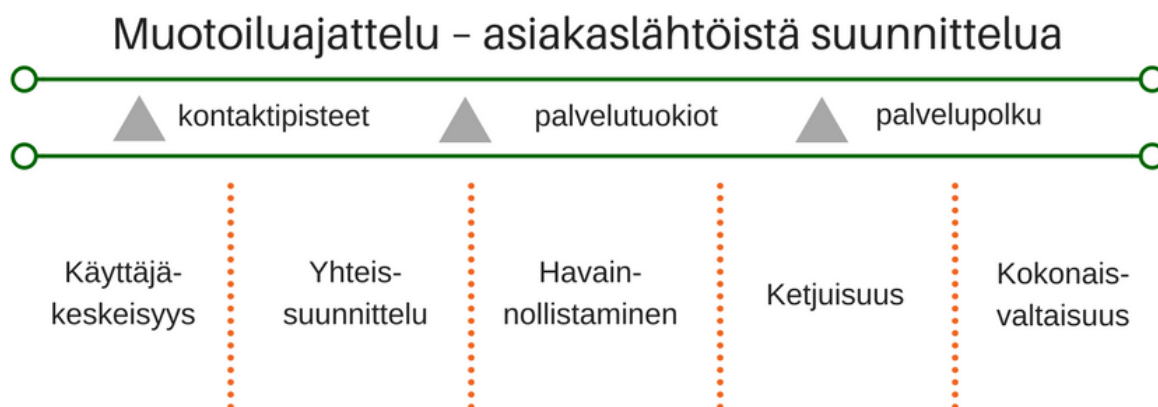 Muotoiluajattelu – asiakaslähtöistä suunnittelua
kontaktipisteet palvelutuokiot palvelupolku
Käyttäjä-
keskeisyys
Yhteis-
suunnittelu
Havain-
nollistaminen
Ketjuisuus
Kokonais-
valtaisuus